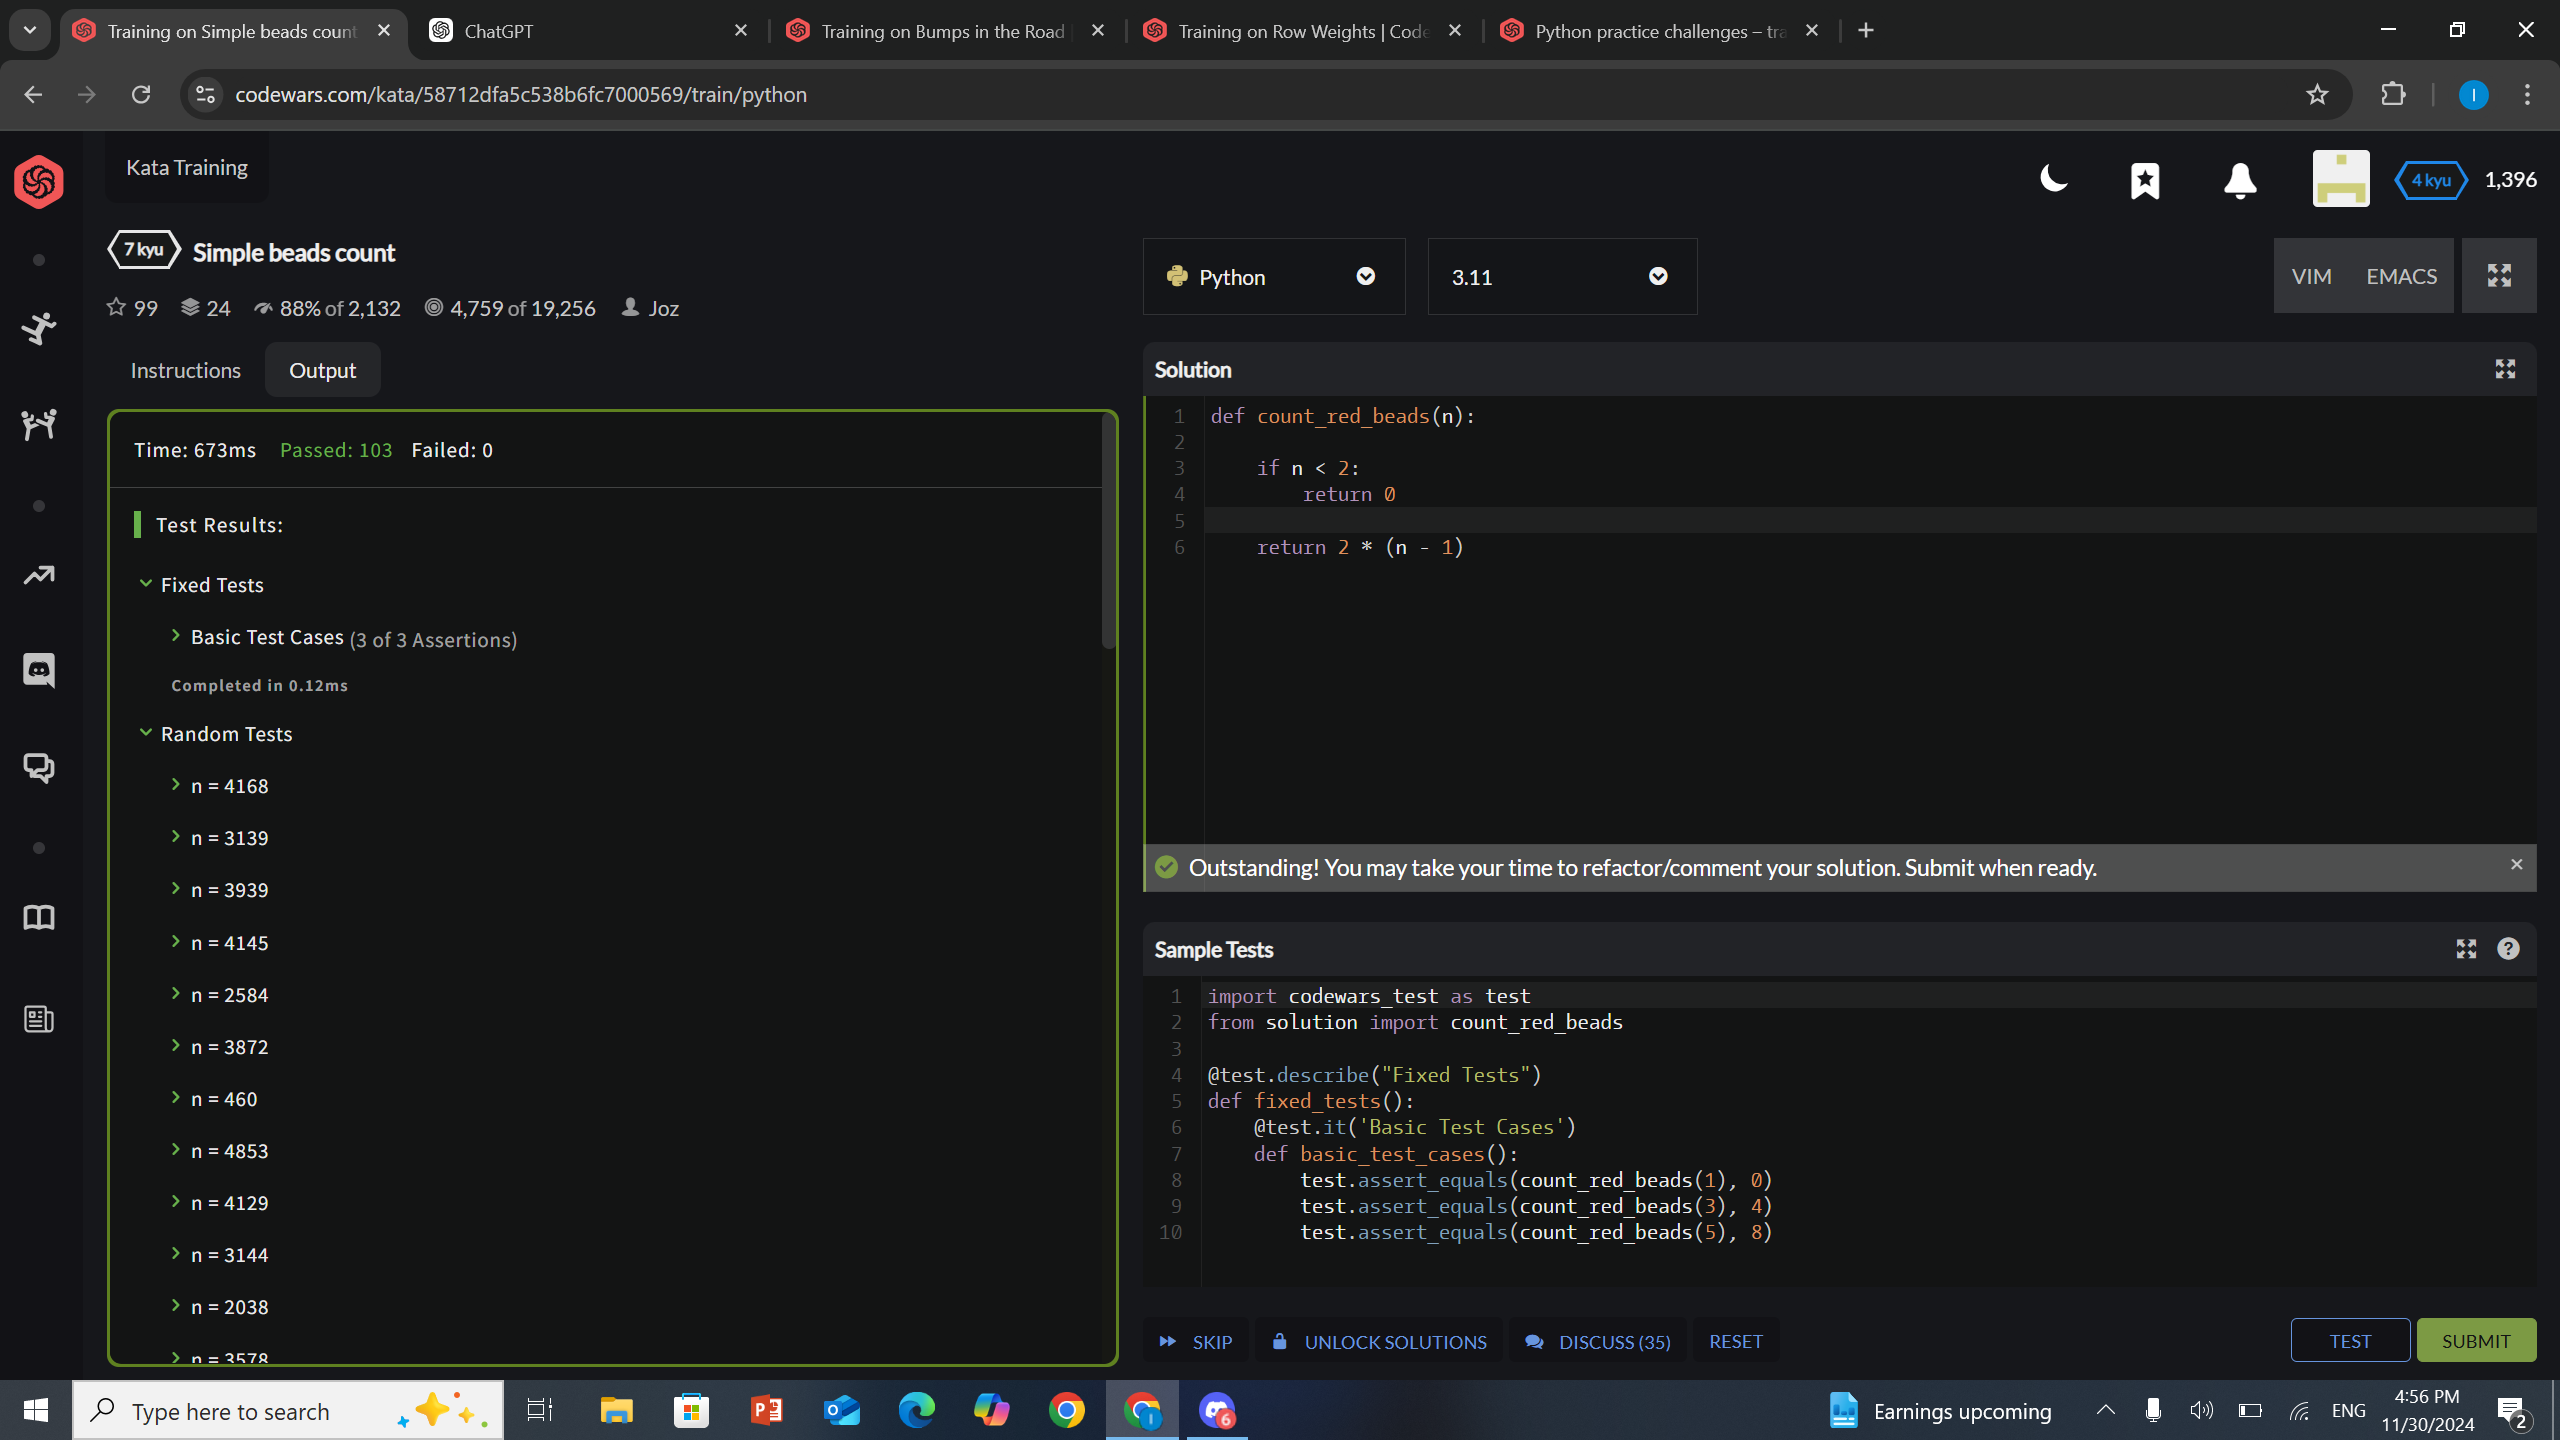 Training on Simple beads count
ChatGPT
Training on Bumps in the Road
Training on Row Weights | Code
Python practice challenges – tra
codewars.com/kata/58712dfa5c538b6fc7000569/train/python
I
Kata Training
4 kyu
1,396
7 kyu
Simple beads count
99
24
88% of 2,132
4,759 of 19,256
Joz
Python
3.11
VIM
EMACS
Instructions
Output
Time: 673ms Passed: 103 Failed: 0
Test Results:
Fixed Tests
Basic Test Cases (3 of 3 Assertions)
Completed in 0.12ms
Random Tests
n = 4168
n = 3139
n = 3939
n = 4145
n = 2584
n = 3872
n = 460
n = 4853
n = 4129
n = 3144
n = 2038
n = 3578
Solution
1 def count_red_beads(n):
2
3     if n < 2:
4         return 0
5
6     return 2 * (n - 1)
Outstanding! You may take your time to refactor/comment your solution. Submit when ready.
Sample Tests
1 import codewars_test as test
2 from solution import count_red_beads
3
4 @test.describe("Fixed Tests")
5 def fixed_tests():
6     @test.it('Basic Test Cases')
7     def basic_test_cases():
8         test.assert_equals(count_red_beads(1), 0)
9         test.assert_equals(count_red_beads(3), 4)
10         test.assert_equals(count_red_beads(5), 8)
SKIP
UNLOCK SOLUTIONS
DISCUSS (35)
RESET
TEST
SUBMIT
Type here to search
6
Earnings upcoming
ENG
4:56 PM
11/30/2024
2